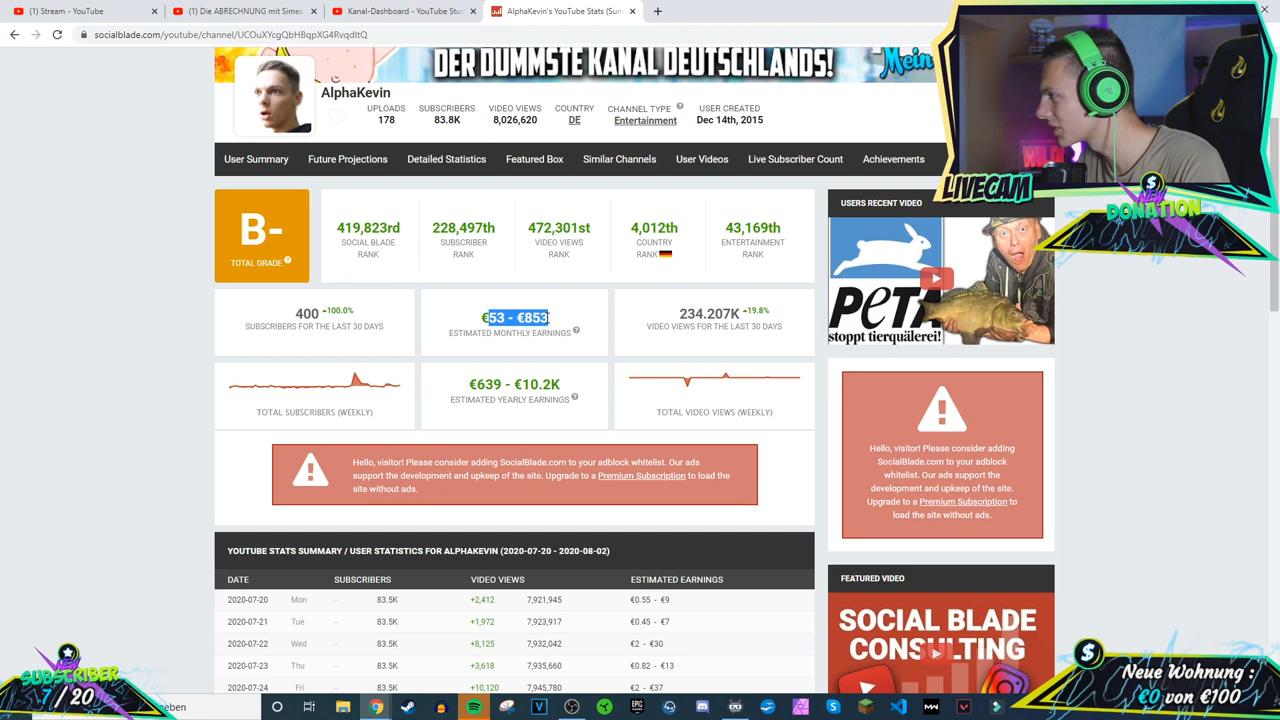 (1) Stream - YouTube
(1) Die ABRECHNUNG mit Simex
Kanal-Dashboard - YouTube Stu
AlphaKevin's YouTube Stats (Sum
socialblade.com/youtube/channel/UCOuXYcgQbHBqpXG4RvqdltQ
DER DUMMSTE KANAL DEUTSCHLANDS!
Mein
AlphaKevin
UPLOADS
178
SUBSCRIBERS
83.8K
VIDEO VIEWS
8,026,620
COUNTRY
DE
CHANNEL TYPE
Entertainment
USER CREATED
Dec 14th, 2015
User Summary
Future Projections
Detailed Statistics
Featured Box
Similar Channels
User Videos
Live Subscriber Count
Achievements
LIVECAM
$
NEW
DONATION
B-
TOTAL GRADE
419,823rd
SOCIAL BLADE
RANK
228,497th
SUBSCRIBER
RANK
472,301st
VIDEO VIEWS
RANK
4,012th
COUNTRY
RANK
43,169th
ENTERTAINMENT
RANK
USERS RECENT VIDEO
PeTA
stoppt tierquälerei!
400 +100.0%
SUBSCRIBERS FOR THE LAST 30 DAYS
€53 - €853
ESTIMATED MONTHLY EARNINGS
234.207K +19.8%
VIDEO VIEWS FOR THE LAST 30 DAYS
TOTAL SUBSCRIBERS (WEEKLY)
€639 - €10.2K
ESTIMATED YEARLY EARNINGS
TOTAL VIDEO VIEWS (WEEKLY)
Hello, visitor! Please consider adding SocialBlade.com to your adblock whitelist. Our ads
support the development and upkeep of the site. Upgrade to a Premium Subscription to load the
site without ads.
Hello, visitor! Please consider
adding SocialBlade.com to
your adblock
whitelist. Our ads
support the development
and upkeep of the site.
Upgrade to a
Premium Subscription to
load the site without ads.
YOUTUBE STATS SUMMARY / USER STATISTICS FOR ALPHAKEVIN (2020-07-20 - 2020-08-02)
DATE SUBSCRIBERS VIDEO VIEWS ESTIMATED EARNINGS
2020-07-20 Mon -- 83.5K +2,412 7,921,945 €0.55 - €9
2020-07-21 Tue -- 83.5K +1,972 7,923,917 €0.45 - €7
2020-07-22 Wed -- 83.5K +8,125 7,932,042 €2 - €30
2020-07-23 Thu -- 83.5K +3,618 7,935,660 €0.82 - €13
2020-07-24 Fri -- 83.5K +10,120 7,945,780 €2 - €37
FEATURED VIDEO
SOCIAL BLADE
CONSULTING
NEW
SUBSCRIBER
7 / 20
geben
$
Neue Wohnung :
€0 von €100